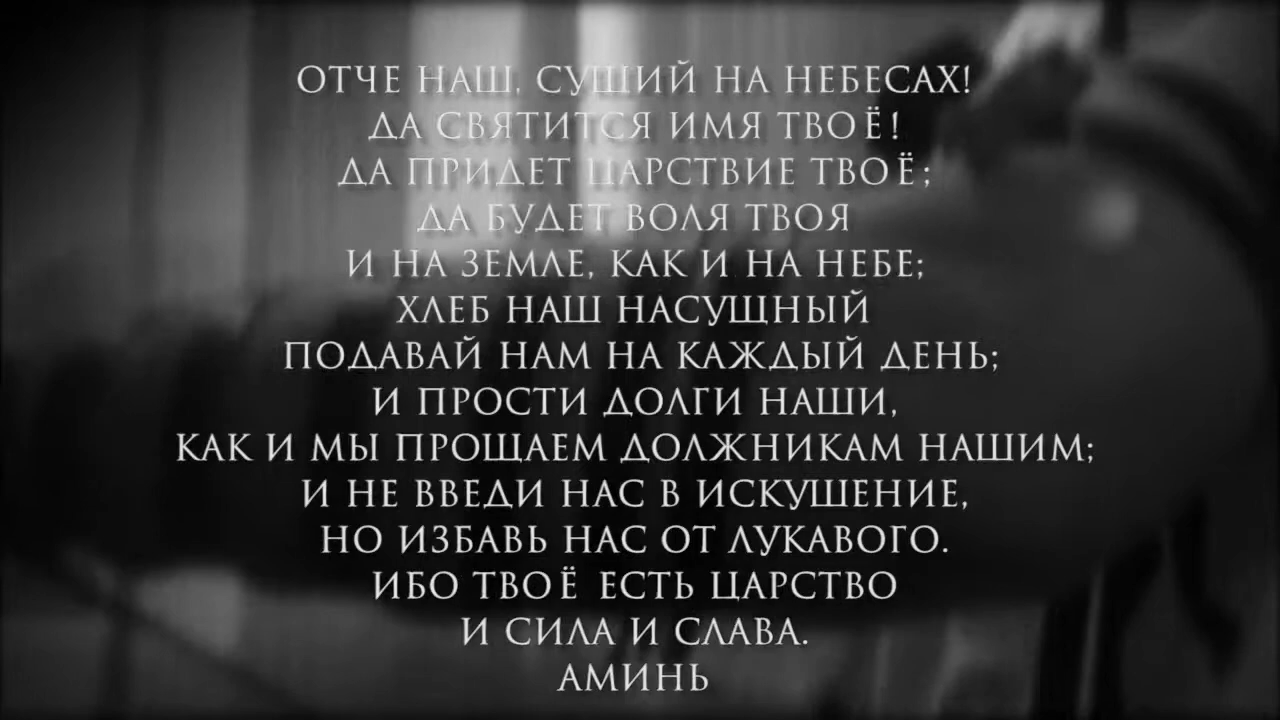 ОТЧЕ НАШ, СУЩИЙ НА НЕБЕСАХ!
ДА СВЯТИТСЯ ИМЯ ТВОЁ!
ДА ПРИДЕТ ЦАРСТВИЕ ТВОЁ;
ДА БУДЕТ ВОЛЯ ТВОЯ
И НА ЗЕМЛЕ, КАК И НА НЕБЕ;
ХЛЕБ НАШ НАСУЩНЫЙ
ПОДАВАЙ НАМ НА КАЖДЫЙ ДЕНЬ;
И ПРОСТИ ДОЛГИ НАШИ,
КАК И МЫ ПРОЩАЕМ ДОЛЖНИКАМ НАШИМ;
И НЕ ВВЕДИ НАС В ИСКУШЕНИЕ,
НО ИЗБАВЬ НАС ОТ ЛУКАВОГО.
ИБО ТВОЁ ЕСТЬ ЦАРСТВО
И СИЛА И СЛАВА.
АМИНЬ